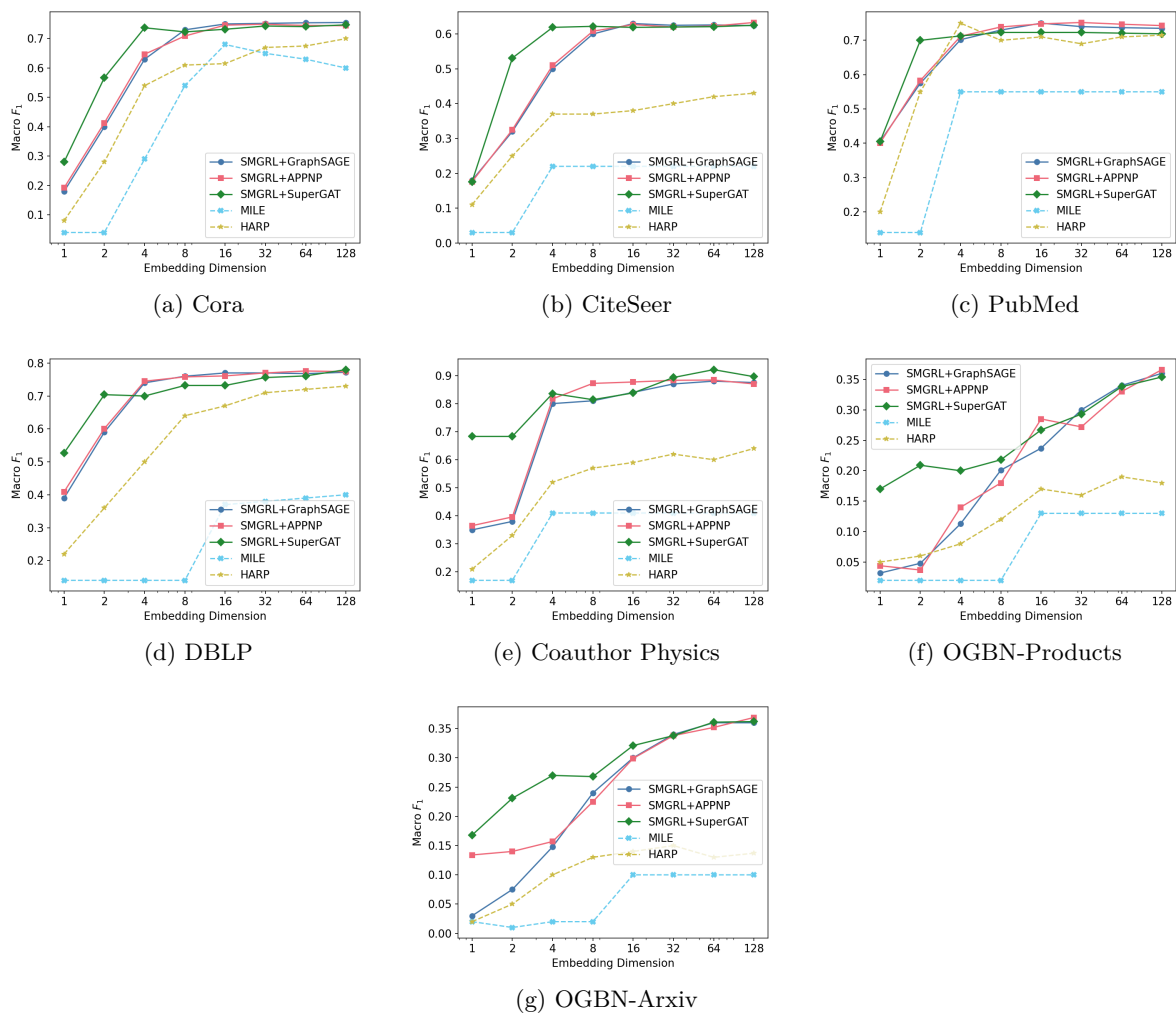 0.7
0.6
0.5
0.4
0.3
0.2
0.1
Macro F1
SMGRL+GraphSAGE
SMGRL+APPNP
SMGRL+SuperGAT
MILE
HARP
1 2 4 8 16 32 64 128
Embedding Dimension
(a) Cora
0.6
0.5
0.4
0.3
0.2
0.1
0.0
Macro F1
SMGRL+GraphSAGE
SMGRL+APPNP
SMGRL+SuperGAT
MILE
HARP
1 2 4 8 16 32 64 128
Embedding Dimension
(b) CiteSeer
0.7
0.6
0.5
0.4
0.3
0.2
Macro F1
SMGRL+GraphSAGE
SMGRL+APPNP
SMGRL+SuperGAT
MILE
HARP
1 2 4 8 16 32 64 128
Embedding Dimension
(c) PubMed
0.8
0.7
0.6
0.5
0.4
0.3
0.2
Macro F1
SMGRL+GraphSAGE
SMGRL+APPNP
SMGRL+SuperGAT
MILE
HARP
1 2 4 8 16 32 64 128
Embedding Dimension
(d) DBLP
0.9
0.8
0.7
0.6
0.5
0.4
0.3
0.2
Macro F1
SMGRL+GraphSAGE
SMGRL+APPNP
SMGRL+SuperGAT
MILE
HARP
1 2 4 8 16 32 64 128
Embedding Dimension
(e) Coauthor Physics
0.35
0.30
0.25
0.20
0.15
0.10
0.05
Macro F1
SMGRL+GraphSAGE
SMGRL+APPNP
SMGRL+SuperGAT
MILE
HARP
1 2 4 8 16 32 64 128
Embedding Dimension
(f) OGBN-Products
0.35
0.30
0.25
0.20
0.15
0.10
0.05
0.00
Macro F1
SMGRL+GraphSAGE
SMGRL+APPNP
SMGRL+SuperGAT
MILE
HARP
1 2 4 8 16 32 64 128
Embedding Dimension
(g) OGBN-Arxiv